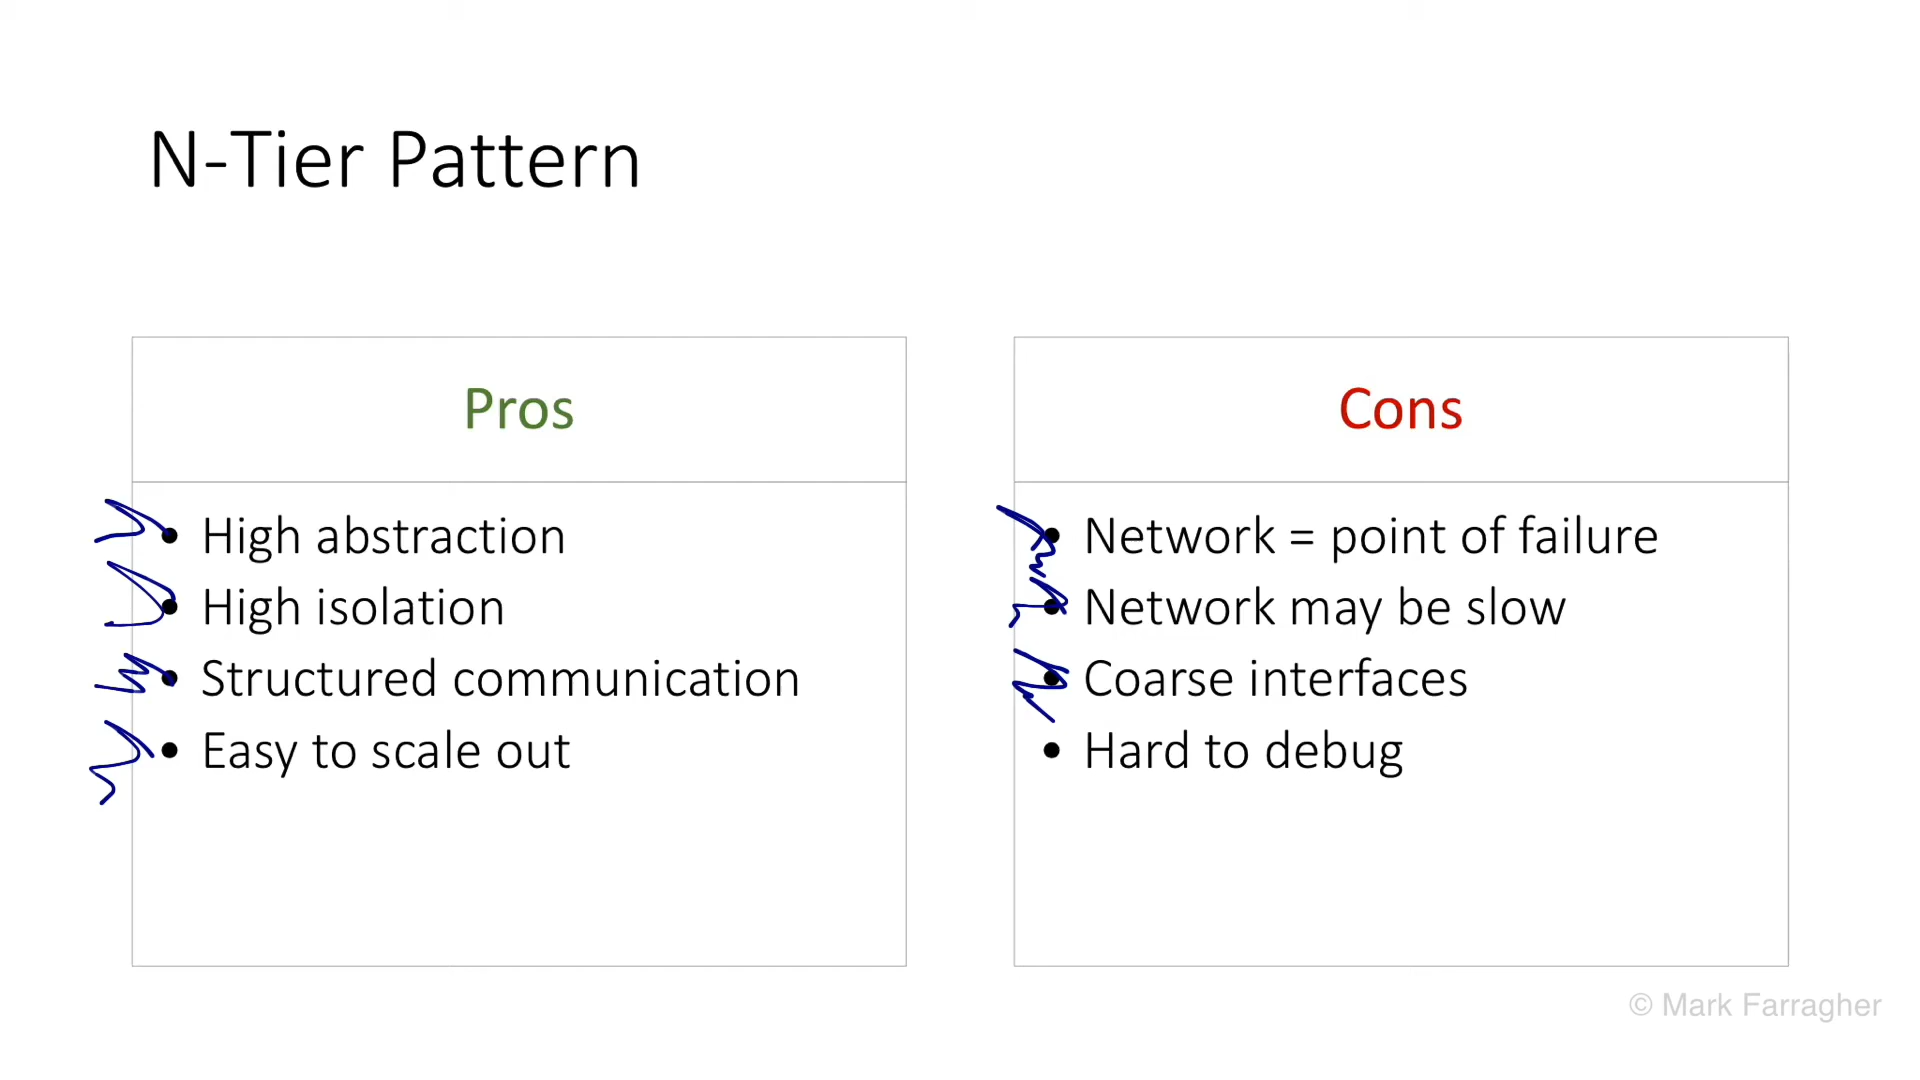 N-Tier Pattern
Pros
• High abstraction
• High isolation
• Structured communication
• Easy to scale out
Cons
• Network = point of failure
• Network may be slow
• Coarse interfaces
• Hard to debug
© Mark Farragher